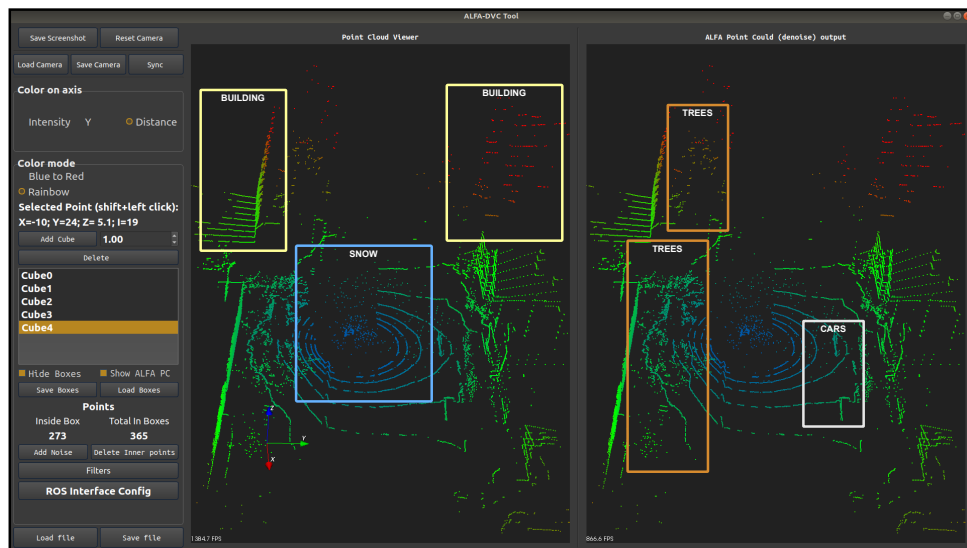 ALFA-DVC Tool
Save Screenshot
Reset Camera
Load Camera
Save Camera
Sync
Color on axis
Intensity
Y
Distance
Color mode
Blue to Red
Rainbow
Selected Point (shift+left click):
X=-10; Y=24; Z= 5.1; I=19
Add Cube
1.00
Delete
Cube0
Cube1
Cube2
Cube3
Cube4
Hide Boxes
Show ALFA PC
Save Boxes
Load Boxes
Points
Inside Box
Total In Boxes
273
365
Add Noise
Delete Inner points
Filters
ROS Interface Config
Load file
Save file
Point Cloud Viewer
BUILDING
BUILDING
SNOW
Z
Y
X
1384.7 FPS
ALFA Point Could (denoise) output
TREES
TREES
CARS
866.6 FPS